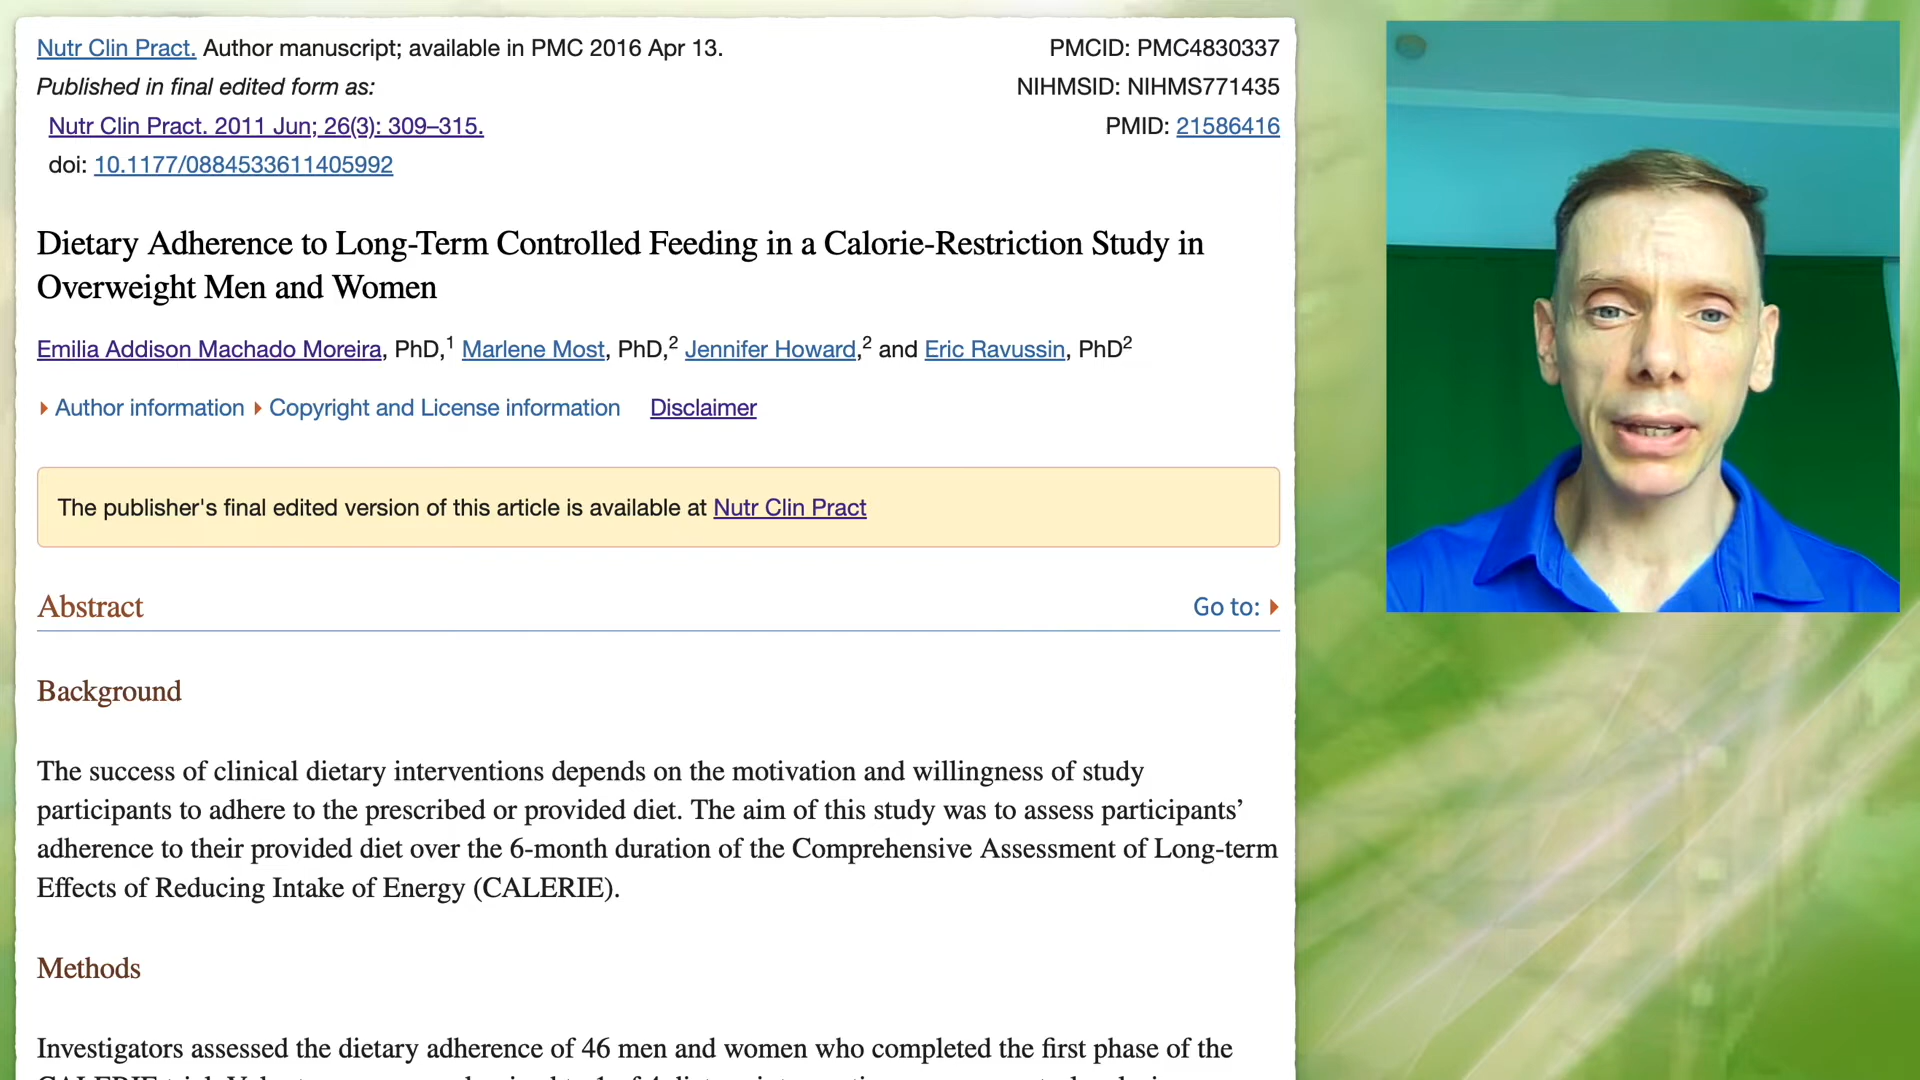 Nutr Clin Pract. Author manuscript; available in PMC 2016 Apr 13.
Published in final edited form as:
Nutr Clin Pract. 2011 Jun; 26(3): 309–315.
doi: 10.1177/0884533611405992
PMCID: PMC4830337
NIHMSID: NIHMS771435
PMID: 21586416
Dietary Adherence to Long-Term Controlled Feeding in a Calorie-Restriction Study in
Overweight Men and Women
Emilia Addison Machado Moreira, PhD,1 Marlene Most, PhD,2 Jennifer Howard,2 and Eric Ravussin, PhD2
Author information Copyright and License information Disclaimer
The publisher's final edited version of this article is available at Nutr Clin Pract
Abstract
Go to:
Background
The success of clinical dietary interventions depends on the motivation and willingness of study
participants to adhere to the prescribed or provided diet. The aim of this study was to assess participants’
adherence to their provided diet over the 6-month duration of the Comprehensive Assessment of Long-term
Effects of Reducing Intake of Energy (CALERIE).
Methods
Investigators assessed the dietary adherence of 46 men and women who completed the first phase of the